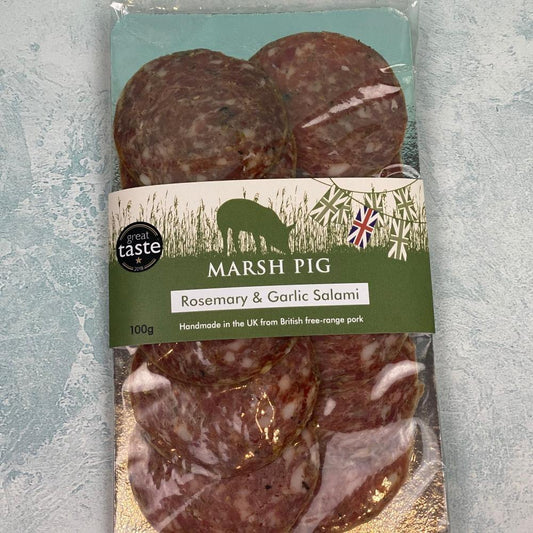 great
taste
MARSH PIG
Rosemary & Garlic Salami
100g
Handmade in the UK from British free-range pork